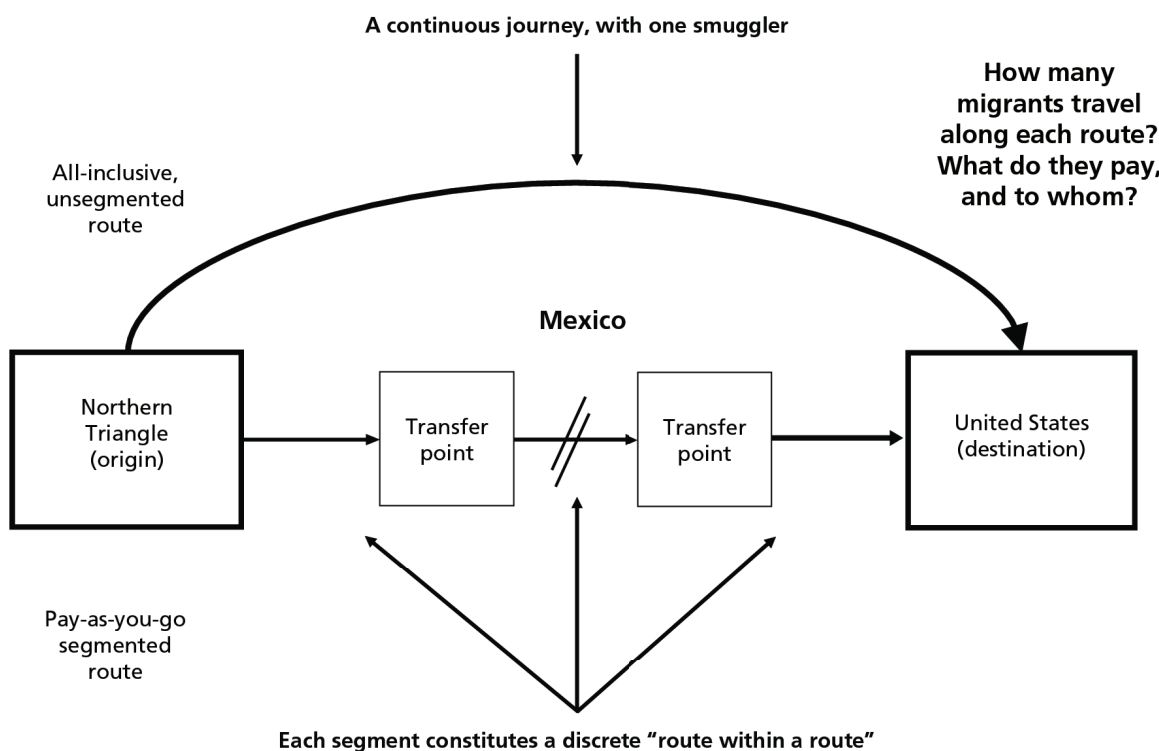 A continuous journey, with one smuggler
How many
migrants travel
along each route?
What do they pay,
and to whom?
All-inclusive,
unsegmented
route
Mexico
Northern
Triangle
(origin)
Transfer
point
Transfer
point
United States
(destination)
Pay-as-you-go
segmented
route
Each segment constitutes a discrete “route within a route”